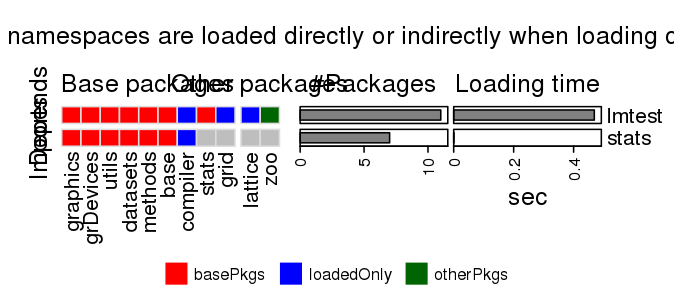 namespaces are loaded directly or indirectly when loading
Base packages
Other packages
#Packages
Loading time
Imports
Depends
lmtest
stats
graphics
grDevices
utils
datasets
methods
base
compiler
stats
grid
lattice
zoo
0
5
10
0
0.2
0.4
sec
basePkgs
loadedOnly
otherPkgs